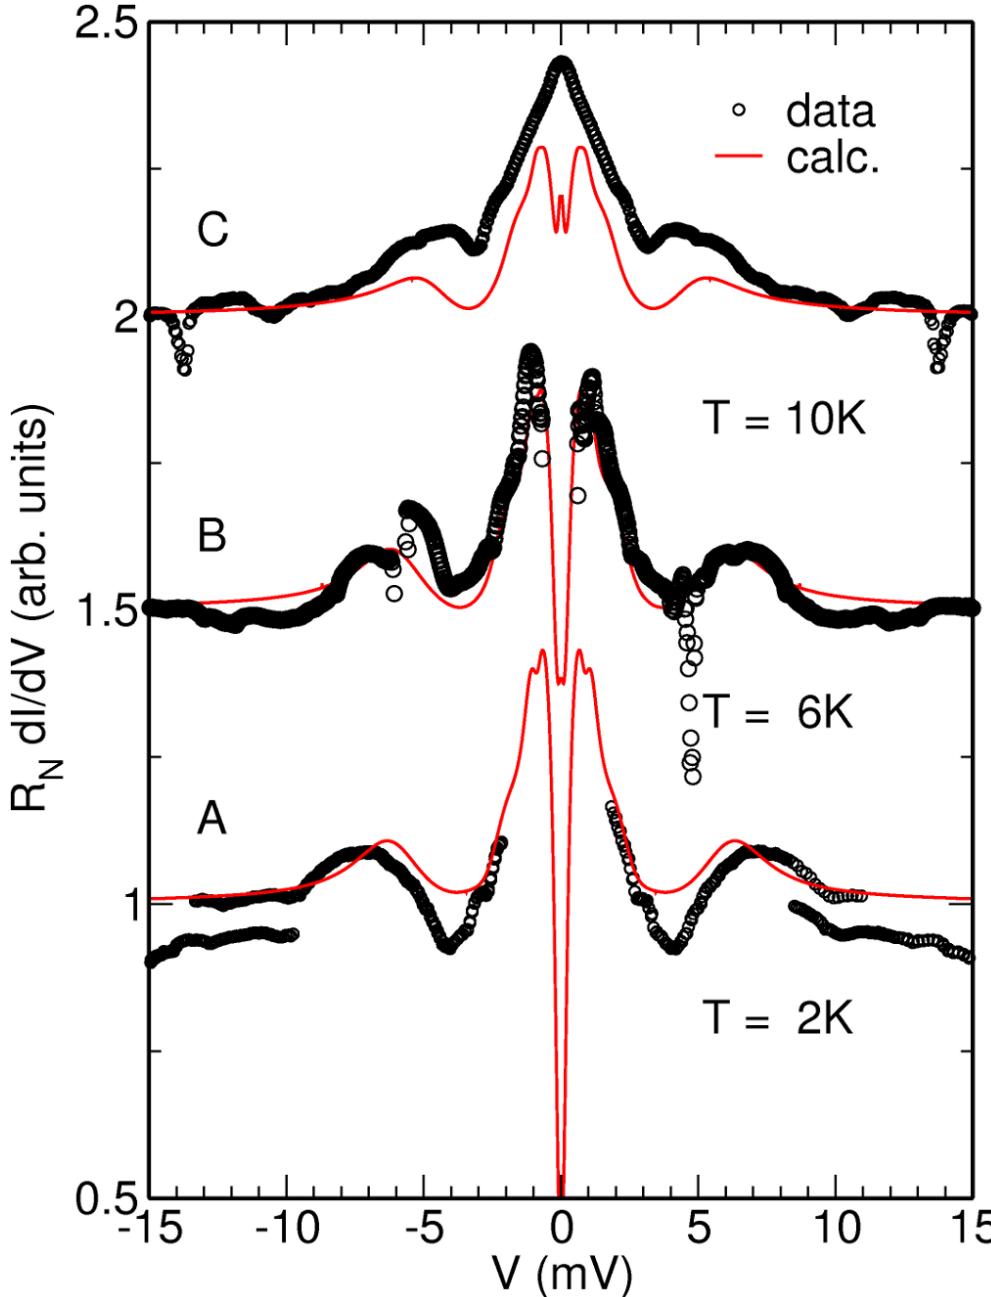 2.5
data
calc.
C
2
T = 10K
B
1.5
T = 6K
A
1
T = 2K
0.5
-15 -10 -5 0 5 10 15
V (mV)
R_N dI/dV (arb. units)